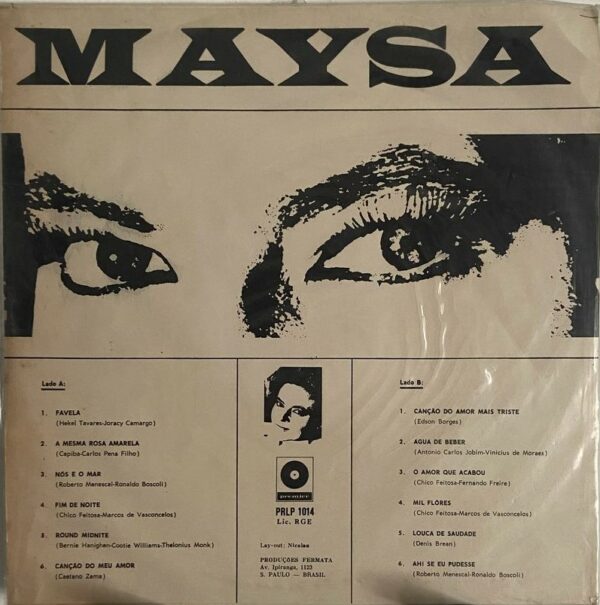 MAYSA
Lado A:
1. FAVELA
(Hekel Tavares-Joracy Camargo)
2. A MESMA ROSA AMARELA
(Capiba-Carlos Pena Filho)
3. NÓS E O MAR
(Roberto Menescal-Ronaldo Boscoli)
4. FIM DE NOITE
(Chico Feitosa-Marcos de Vasconcelos)
5. ROUND MIDNITE
(Bernie Hanighen-Cootie Williams-Thelonius Monk)
6. CANÇÃO DO MEU AMOR
(Caetano Zama)
premier
PRLP 1014
Lic. RGE
Lay-out: Nicolau
PRODUÇÕES FERMATA
Av. Ipiranga, 1123
S. PAULO — BRASIL
Lado B:
1. CANÇÃO DO AMOR MAIS TRISTE
(Edson Borges)
2. AGUA DE BEBER
(Antonio Carlos Jobim-Vinicius de Moraes)
3. O AMOR QUE ACABOU
(Chico Feitosa-Fernando Freire)
4. MIL FLÔRES
(Chico Feitosa-Marcos de Vasconcelos)
5. LOUCA DE SAUDADE
(Denis Brean)
6. AH! SE EU PUDESSE
(Roberto Menescal-Ronaldo Boscoli)